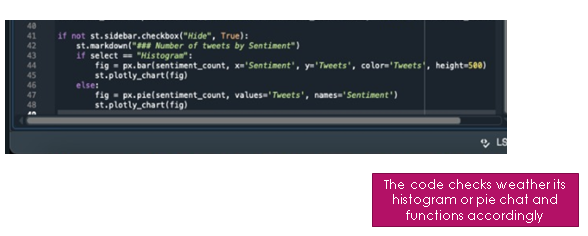 40
41 if not st.sidebar.checkbox("Hide", True):
42 st.markdown("### Number of tweets by Sentiment")
43 if select == "Histogram":
44 fig = px.bar(sentiment_count, x='Sentiment', y='Tweets', color='Tweets', height=500)
45 st.plotly_chart(fig)
46 else:
47 fig = px.pie(sentiment_count, values='Tweets', names='Sentiment')
48 st.plotly_chart(fig)
49
LS
The code checks weather its
histogram or pie chat and
functions accordingly